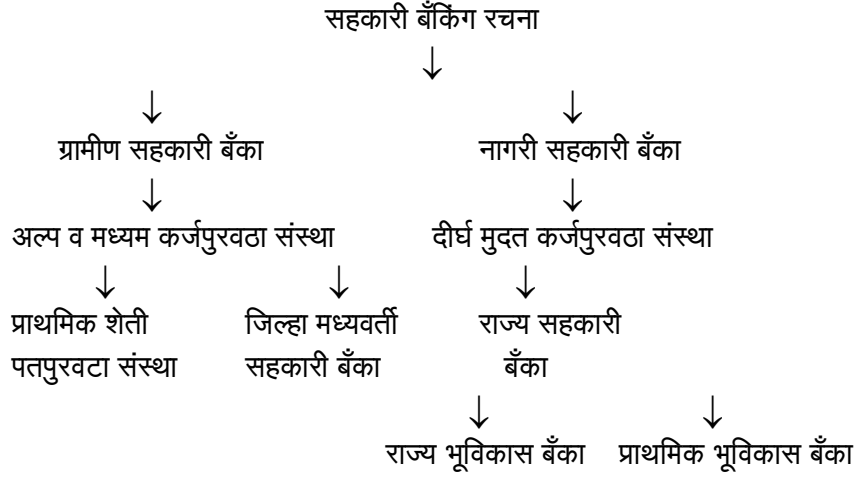 सहकारी बँकिंग रचना
↓
↓ ↓
ग्रामीण सहकारी बँका नागरी सहकारी बँका
↓ ↓
अल्प व मध्यम कर्जपुरवठा संस्था दीर्घ मुदत कर्जपुरवठा संस्था
↓ ↓ ↓
प्राथमिक शेती जिल्हा मध्यवर्ती राज्य सहकारी
पतपुरवटा संस्था सहकारी बँका बँका
↓ ↓
राज्य भूविकास बँका प्राथमिक भूविकास बँका